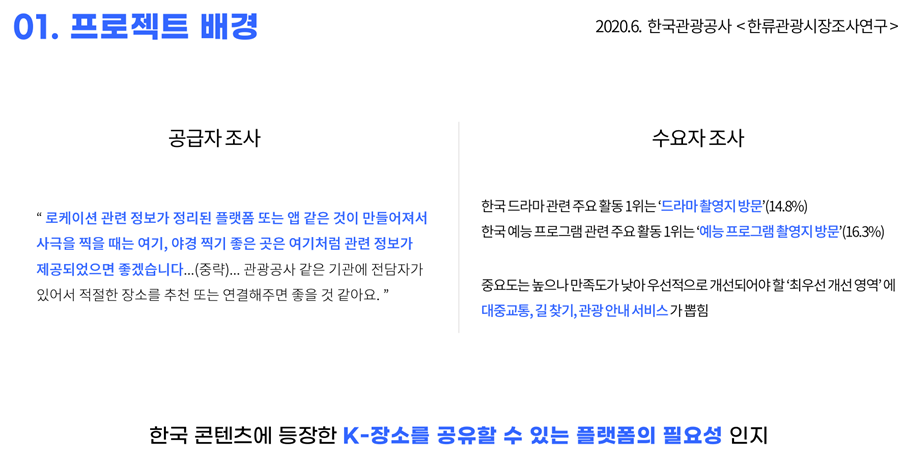 01. 프로젝트 배경
2020.6. 한국관광공사 < 한류관광시장조사연구 >
공급자 조사
“ 로케이션 관련 정보가 정리된 플랫폼 또는 앱 같은 것이 만들어져서
사극을 찍을 때는 여기, 야경 찍기 좋은 곳은 여기처럼 관련 정보가
제공되었으면 좋겠습니다...(중략)... 관광공사 같은 기관에 전담자가
있어서 적절한 장소를 추천 또는 연결해주면 좋을 것 같아요. ”
수요자 조사
한국 드라마 관련 주요 활동 1위는 ‘드라마 촬영지 방문’(14.8%)
한국 예능 프로그램 관련 주요 활동 1위는 ‘예능 프로그램 촬영지 방문’(16.3%)
중요도는 높으나 만족도가 낮아 우선적으로 개선되어야 할 ‘최우선 개선 영역’ 에
대중교통, 길 찾기, 관광 안내 서비스 가 뽑힘
한국 콘텐츠에 등장한 K-장소를 공유할 수 있는 플랫폼의 필요성 인지